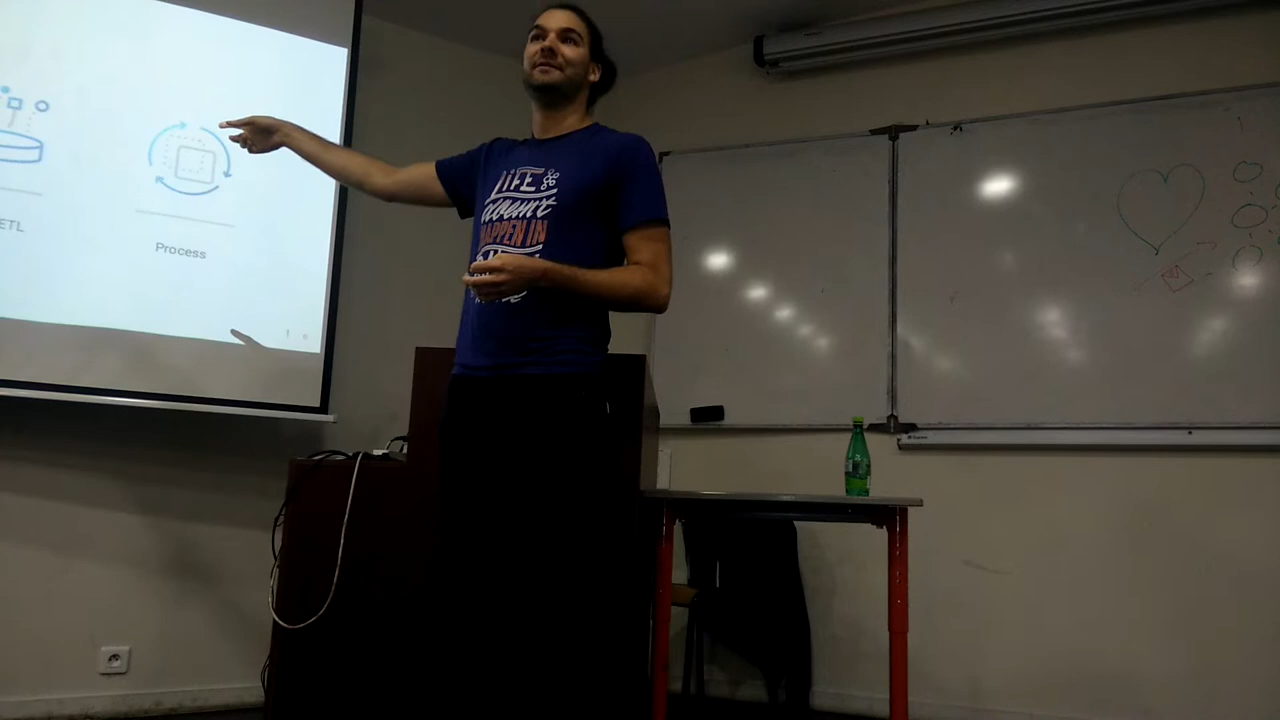 ETL
Process
LIFE
doesn't
HAPPEN IN